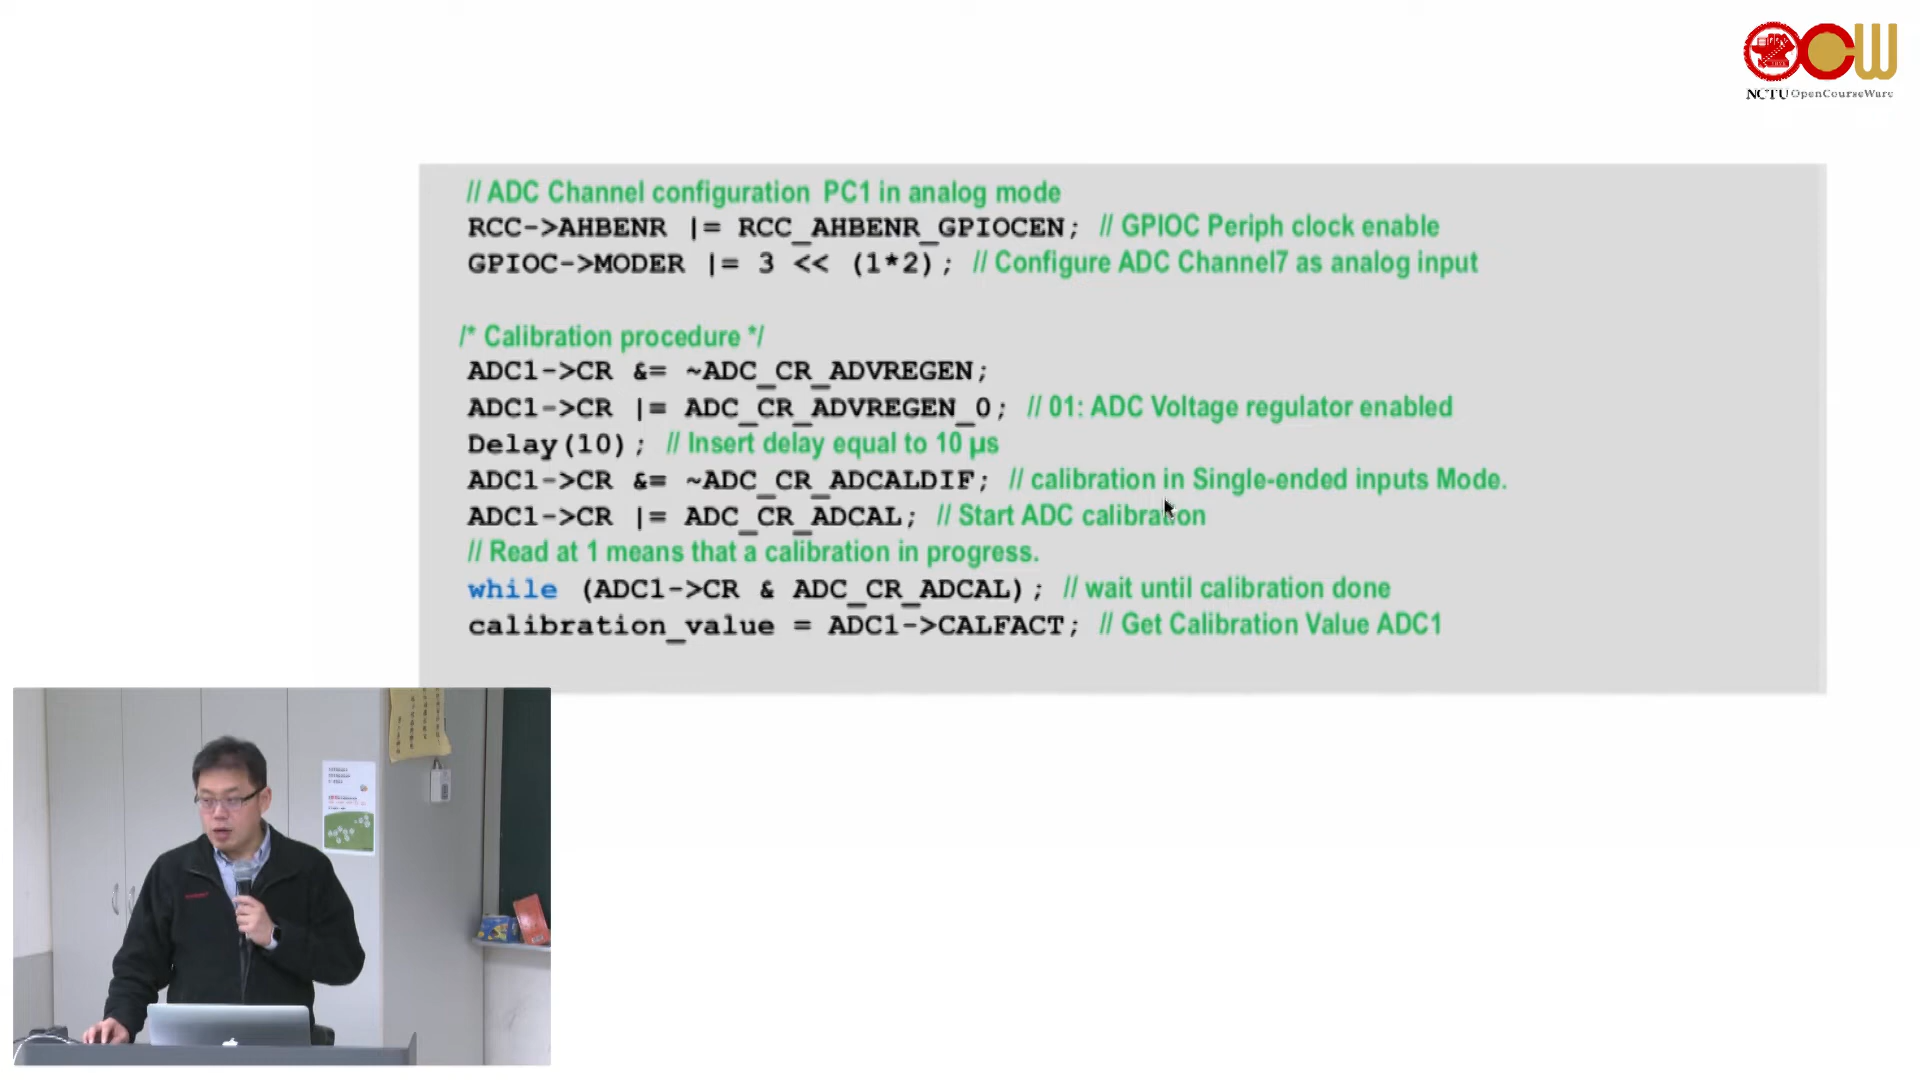 NCTU OpenCourseWare
// ADC Channel configuration PC1 in analog mode
RCC->AHBENR |= RCC_AHBENR_GPIOCEN; // GPIOC Periph clock enable
GPIOC->MODER |= 3 << (1*2); // Configure ADC Channel7 as analog input
/* Calibration procedure */
ADC1->CR &= ~ADC_CR_ADVREGEN;
ADC1->CR |= ADC_CR_ADVREGEN_0; // 01: ADC Voltage regulator enabled
Delay(10); // Insert delay equal to 10 µs
ADC1->CR &= ~ADC_CR_ADCALDIF; // calibration in Single-ended inputs Mode.
ADC1->CR |= ADC_CR_ADCAL; // Start ADC calibration
// Read at 1 means that a calibration in progress.
while (ADC1->CR & ADC_CR_ADCAL); // wait until calibration done
calibration_value = ADC1->CALFACT; // Get Calibration Value ADC1